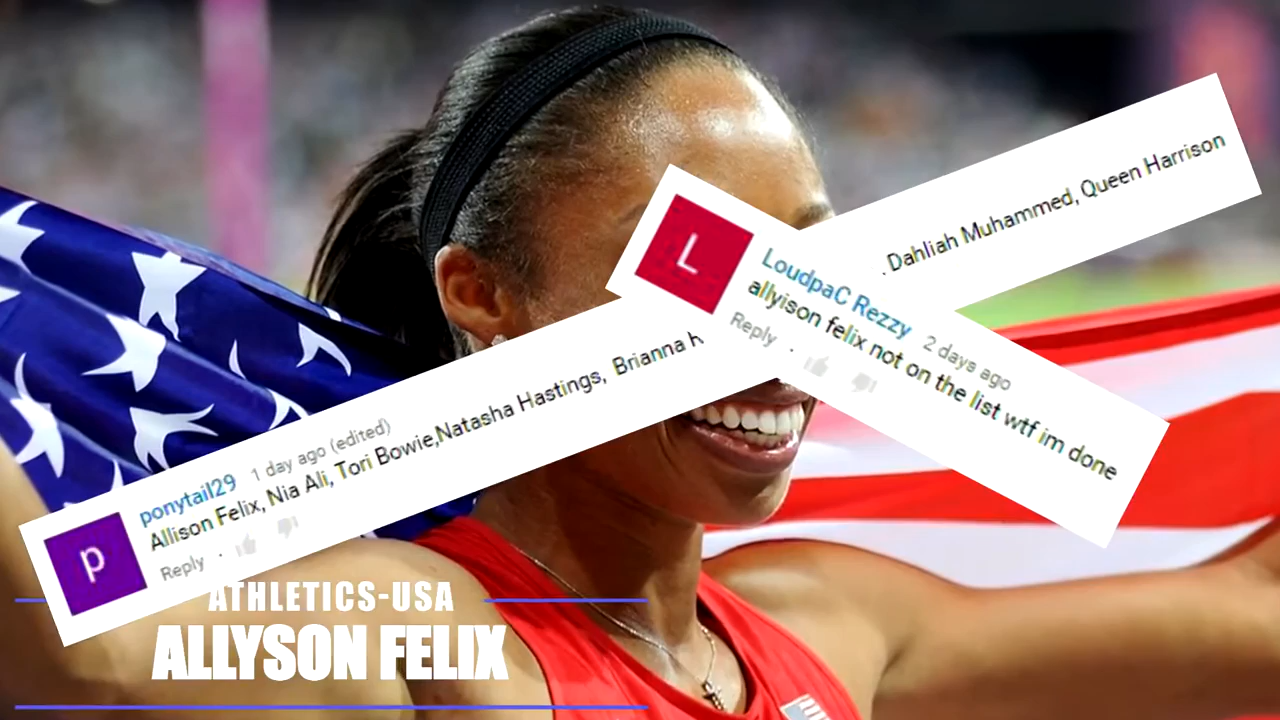 . Dahliah Muhammed, Queen Harrison
L
LoudpaC Rezzy 2 days ago
allyison felix not on the list wtf im done
Reply ·
p
ponytail29 1 day ago (edited)
Allison Felix, Nia Ali, Tori Bowie,Natasha Hastings, Brianna
Reply ·
ATHLETICS-USA
ALLYSON FELIX